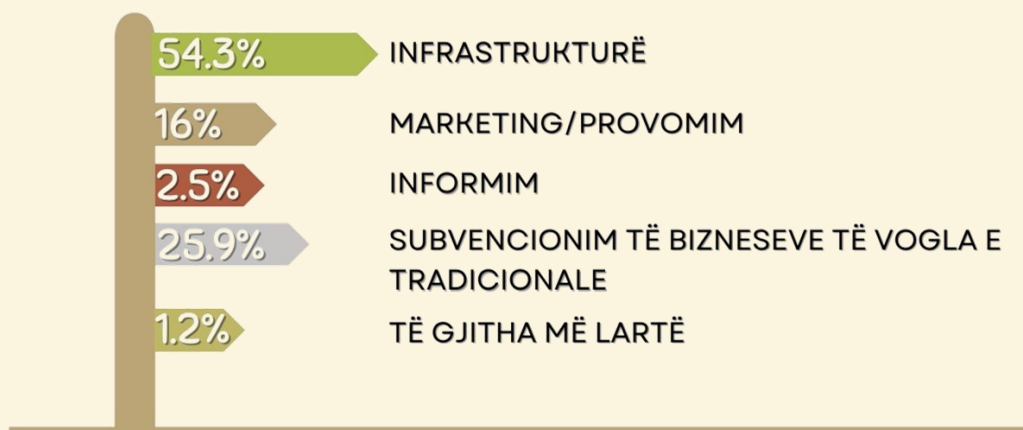 54.3% INFRASTRUKTURË
16% MARKETING/PROVOMIM
2.5% INFORMIM
25.9% SUBVENCIONIM TË BIZNESEVE TË VOGLA E
TRADICIONALE
1.2% TË GJITHA MË LARTË